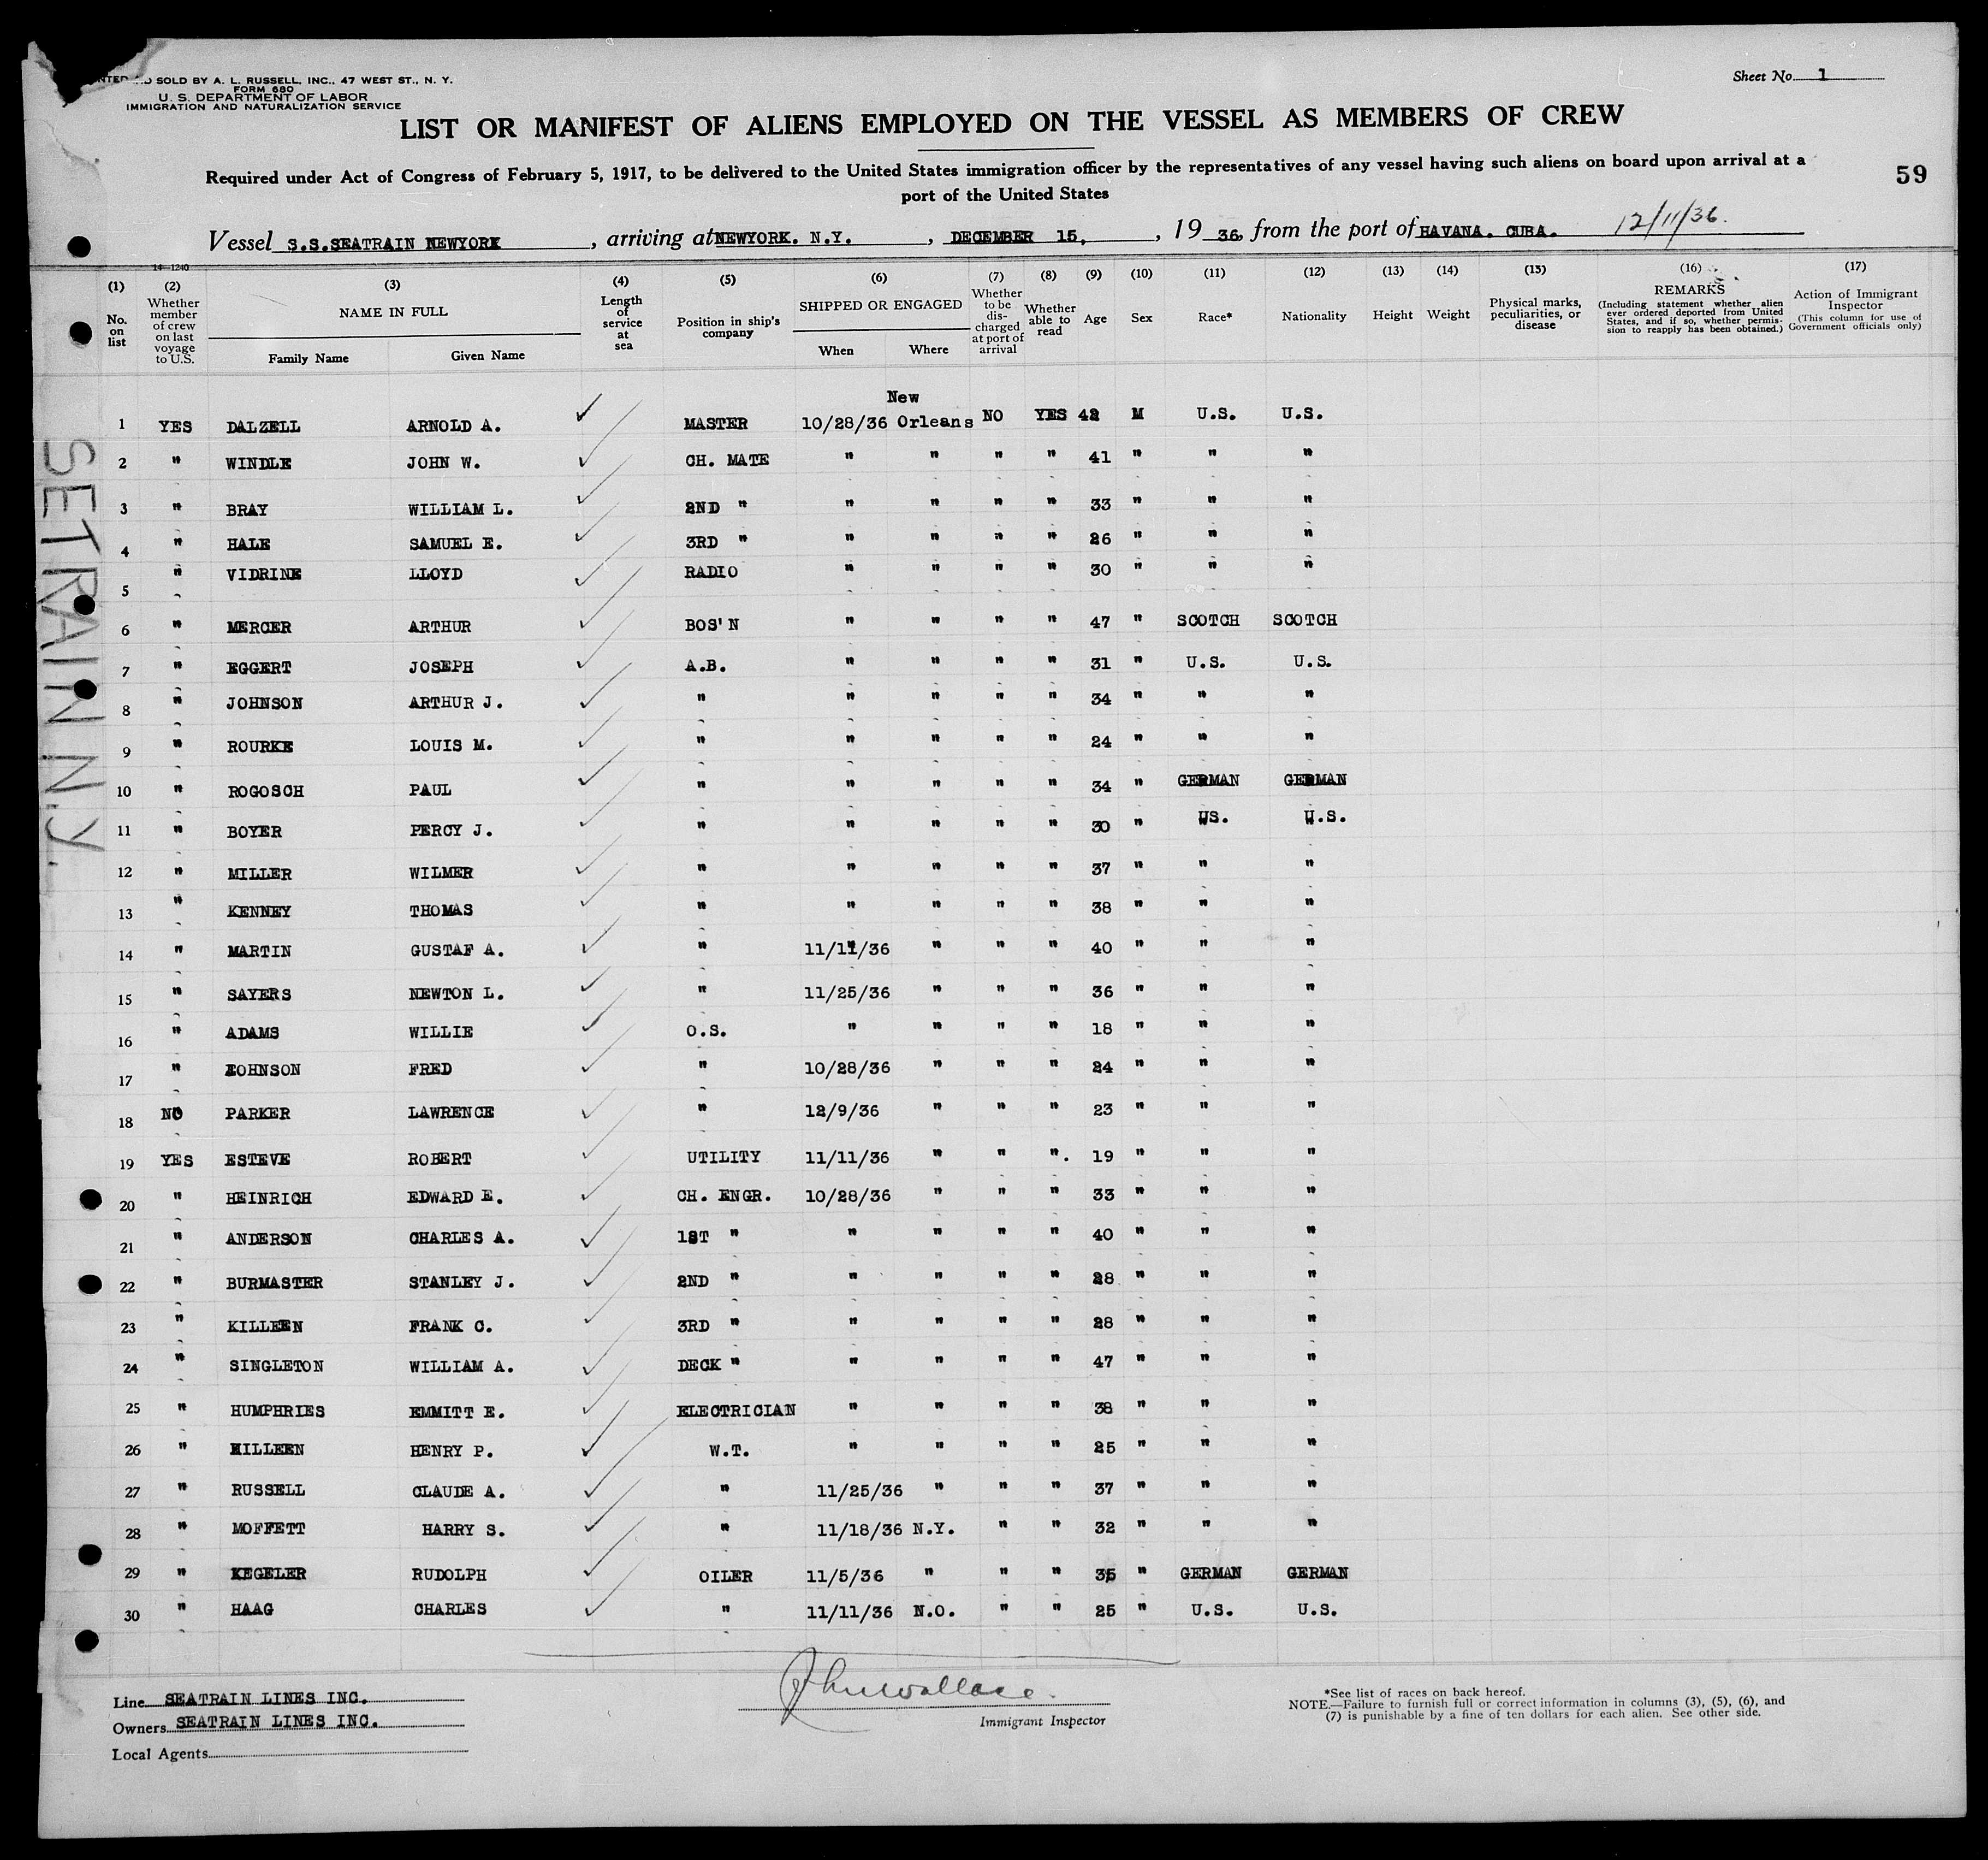 SOLD BY A. L. RUSSELL, INC., 47 WEST ST., N. Y.
FORM 680
U. S. DEPARTMENT OF LABOR
IMMIGRATION AND NATURALIZATION SERVICE
Sheet No. 1
LIST OR MANIFEST OF ALIENS EMPLOYED ON THE VESSEL AS MEMBERS OF CREW
Required under Act of Congress of February 5, 1917, to be delivered to the United States immigration officer by the representatives of any vessel having such aliens on board upon arrival at a
port of the United States
59
12/11/36.
Vessel S.S.SEATRAIN NEWYORK, arriving at NEWYORK. N.Y., DECEMBER 15, 1936, from the port of HAVANA. CUBA.
14—1240
(1) (2) (3) (4) (5) (6) (7) (8) (9) (10) (11) (12) (13) (14) (15) (16) (17)
No. on list
Whether member of crew on last voyage to U.S.
NAME IN FULL
Family Name Given Name
Length of service at sea
Position in ship's company
SHIPPED OR ENGAGED
When Where
Whether to be discharged at port of arrival
Whether able to read
Age
Sex
Race*
Nationality
Height
Weight
Physical marks, peculiarities, or disease
REMARKS
(Including statement whether alien ever ordered deported from United States, and if so, whether permission to reapply has been obtained.)
Action of Immigrant Inspector
(This column for use of Government officials only)
1 YES DALZELL ARNOLD A. MASTER 10/28/36 New Orleans NO YES 42 M U.S. U.S.
2 " WINDLE JOHN W. CH. MATE " " " " 41 " " "
3 " BRAY WILLIAM L. 2ND " " " " " 33 " " "
4 " HALE SAMUEL E. 3RD " " " " " 26 " " "
5 " VIDRINE LLOYD RADIO " " " " 30 " " "
6 " MERCER ARTHUR BOS'N " " " " 47 " SCOTCH SCOTCH
7 " EGGERT JOSEPH A.B. " " " " 31 " U.S. U.S.
8 " JOHNSON ARTHUR J. " " " " " 34 " " "
9 " ROURKE LOUIS M. " " " " " 24 " " "
10 " ROGOSCH PAUL " " " " " 34 " GERMAN GERMAN
11 " BOYER PERCY J. " " " " " 30 " US. U.S.
12 " MILLER WILMER " " " " " 37 " " "
13 " KENNEY THOMAS " " " " " 38 " " "
14 " MARTIN GUSTAF A. " 11/11/36 " " " 40 " " "
15 " SAYERS NEWTON L. " 11/25/36 " " " 36 " " "
16 " ADAMS WILLIE O.S. " " " " 18 " " "
17 " JOHNSON FRED " 10/28/36 " " " 24 " " "
18 NO PARKER LAWRENCE " 12/9/36 " " " 23 " " "
19 YES ESTEVE ROBERT UTILITY 11/11/36 " " ". 19 " " "
20 " HEINRICH EDWARD E. CH. ENGR. 10/28/36 " " " 33 " " "
21 " ANDERSON CHARLES A. 1ST " " " " " 40 " " "
22 " BURMASTER STANLEY J. 2ND " " " " " 28 " " "
23 " KILLEEN FRANK C. 3RD " " " " " 28 " " "
24 " SINGLETON WILLIAM A. DECK " " " " " 47 " " "
25 " HUMPHRIES EMMITT E. ELECTRICIAN " " " " 38 " " "
26 " KILLEEN HENRY P. W.T. " " " " 25 " " "
27 " RUSSELL CLAUDE A. " 11/25/36 " " " 37 " " "
28 " MOFFETT HARRY S. " 11/18/36 N.Y. " " 32 " " "
29 " KEGELER RUDOLPH OILER 11/5/36 " " " 35 " GERMAN GERMAN
30 " HAAG CHARLES " 11/11/36 N.O. " " 25 " U.S. U.S.
SETRAIN N.Y.
Line SEATRAIN LINES INC.
Owners SEATRAIN LINES INC.
Local Agents
Jhn Wallace.
Immigrant Inspector
*See list of races on back hereof.
NOTE.—Failure to furnish full or correct information in columns (3), (5), (6), and
(7) is punishable by a fine of ten dollars for each alien. See other side.